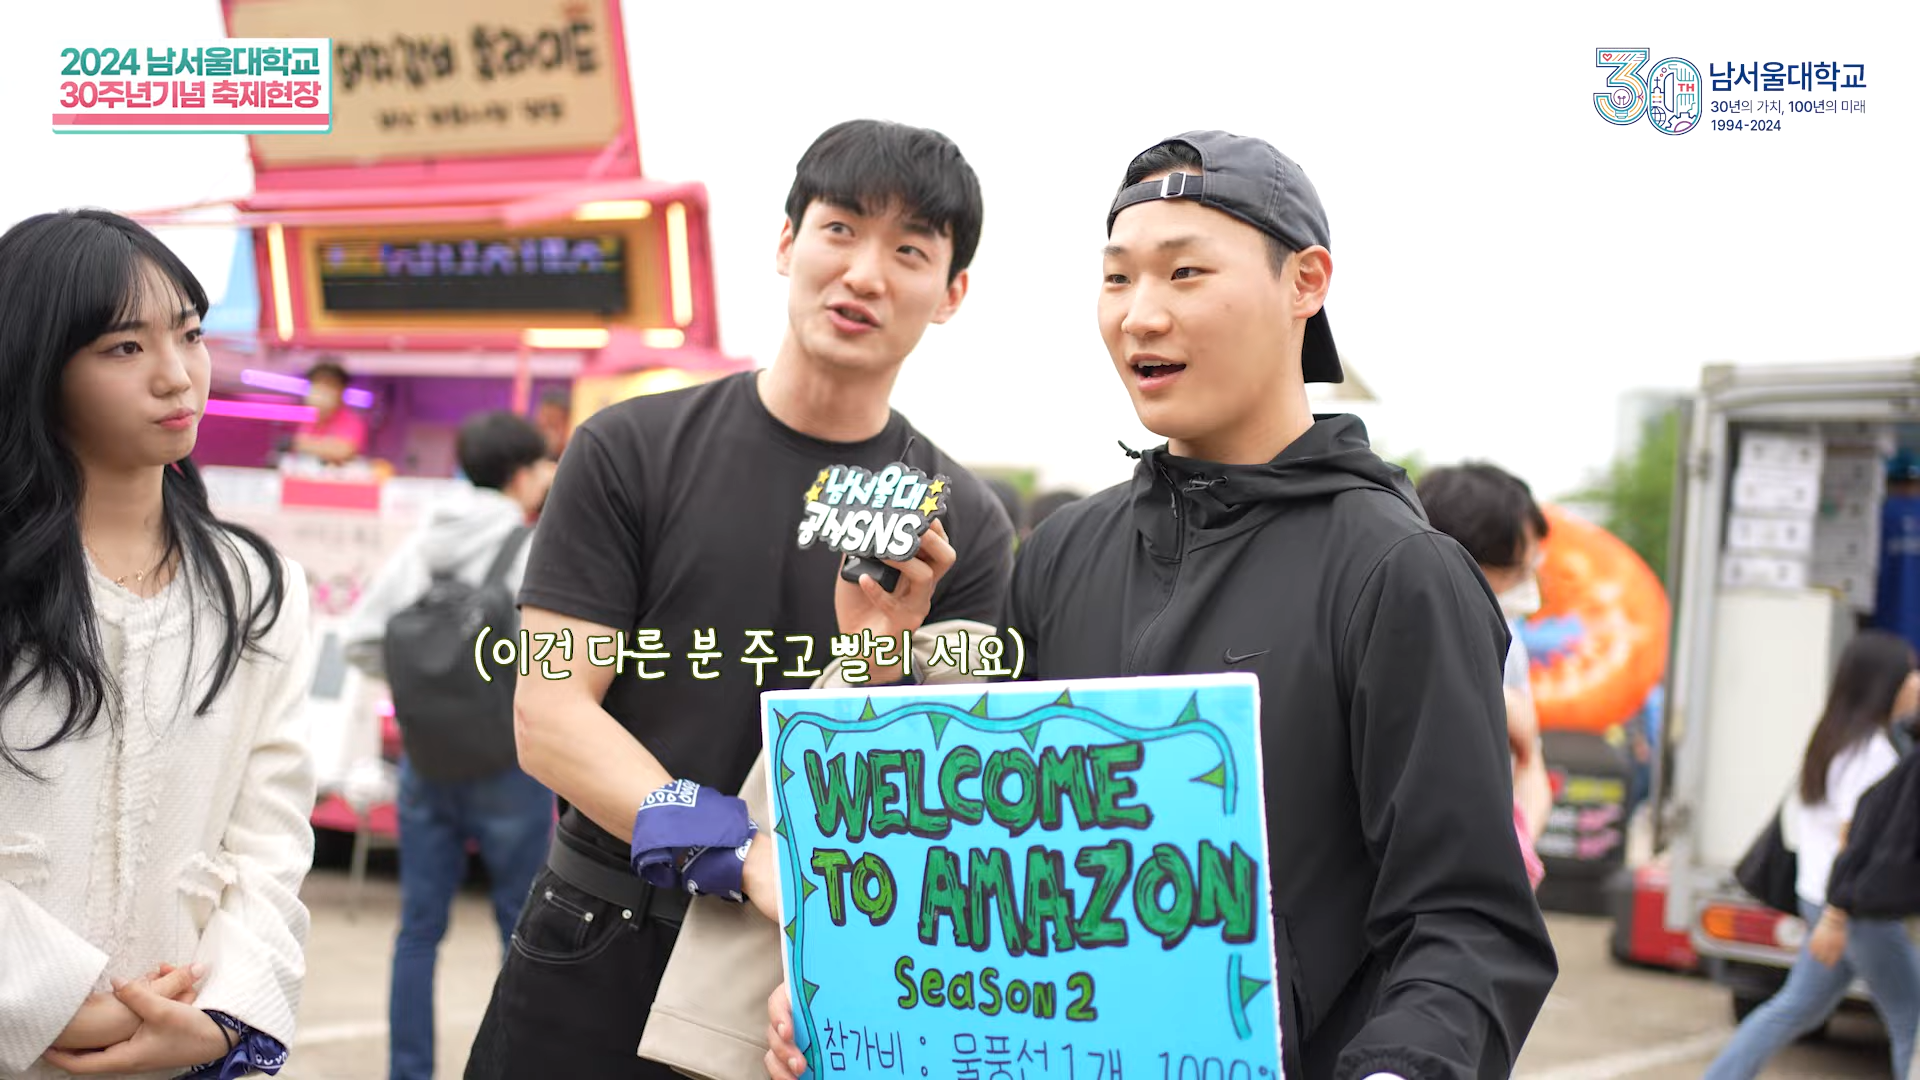 2024 남서울대학교
30주년기념 축제현장
30TH
남서울대학교
30년의 가치, 100년의 미래
1994-2024
남서울대
공식SNS
(이건 다른 분 주고 빨리 서요)
WELCOME
TO AMAZON
SeaSon 2
참가비 : 물풍선 1개